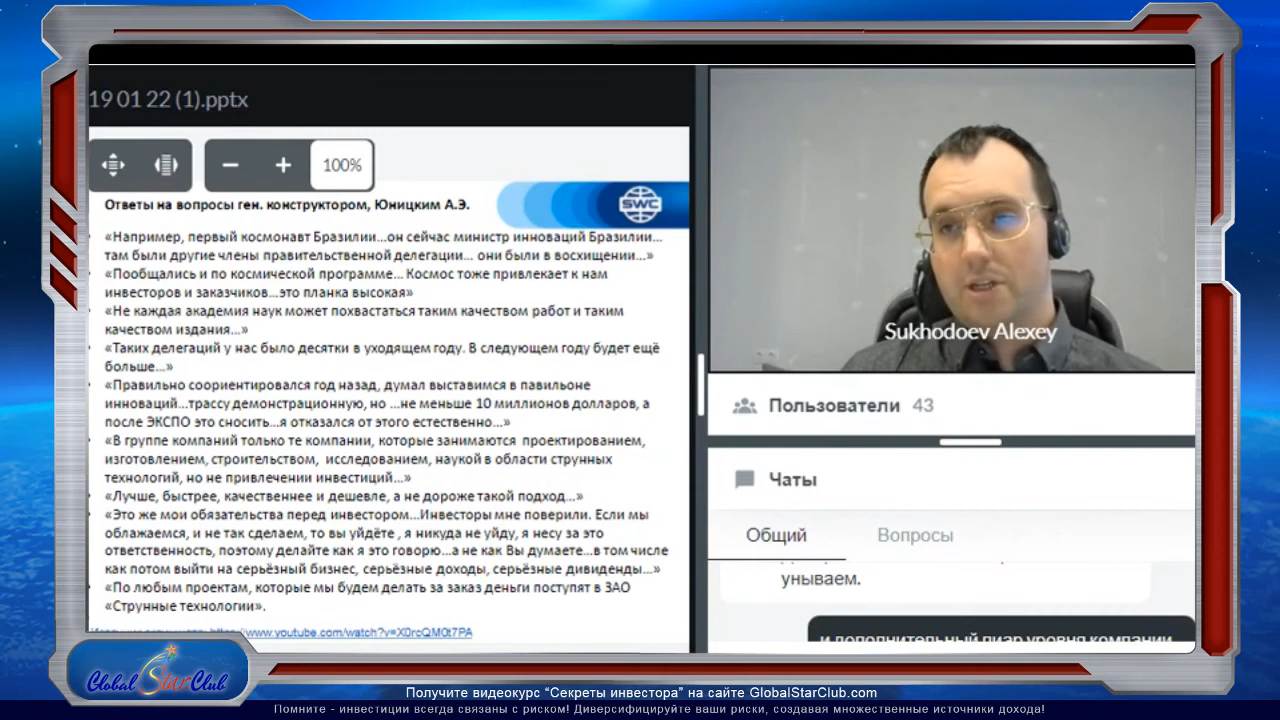 19 01 22 (1).pptx
100%
Ответы на вопросы ген. конструктором, Юницким А.Э.
SWC
«Например, первый космонавт Бразилии...он сейчас министр инноваций Бразилии...
там были другие члены правительственной делегации... они были в восхищении...»
«Пообщались и по космической программе... Космос тоже привлекает к нам
инвесторов и заказчиков...это планка высокая»
«Не каждая академия наук может похвастаться таким качеством работ и таким
качеством издания...»
«Таких делегаций у нас было десятки в уходящем году. В следующем году будет ещё
больше...»
«Правильно соориентировался год назад, думал выставимся в павильоне
инноваций...трассу демонстрационную, но ...не меньше 10 миллионов долларов, а
после ЭКСПО это сносить...я отказался от этого естественно...»
«В группе компаний только те компании, которые занимаются проектированием,
изготовлением, строительством, исследованием, наукой в области струнных
технологий, но не привлечении инвестиций...»
«Лучше, быстрее, качественнее и дешевле, а не дороже такой подход...»
«Это же мои обязательства перед инвестором...Инвесторы мне поверили. Если мы
облажаемся, и не так сделаем, то вы уйдёте , я никуда не уйду, я несу за это
ответственность, поэтому делайте как я это говорю...а не как Вы думаете...в том числе
как потом выйти на серьёзный бизнес, серьёзные доходы, серьёзные дивиденды...»
«По любым проектам, которые мы будем делать за заказ деньги поступят в ЗАО
«Струнные технологии».
https://www.youtube.com/watch?v=X0rcQM0t7PA
Sukhodoev Alexey
Пользователи 43
Чаты
Общий Вопросы
унываем.
и дополнительный пиар уровня компании
Global Star Club
Получите видеокурс "Секреты инвестора" на сайте GlobalStarClub.com
Помните - инвестиции всегда связаны с риском! Диверсифицируйте ваши риски, создавая множественные источники дохода!